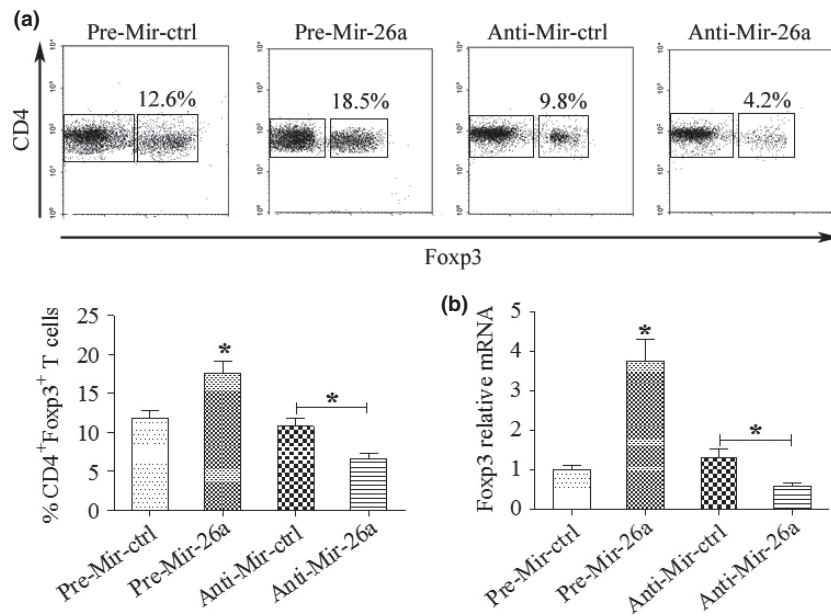 (a)
Pre-Mir-ctrl Pre-Mir-26a Anti-Mir-ctrl Anti-Mir-26a
12.6% 18.5% 9.8% 4.2%
CD4
Foxp3
% CD4+Foxp3+ T cells
25
20
15
10
5
0
*
*
Pre-Mir-ctrl Pre-Mir-26a Anti-Mir-ctrl Anti-Mir-26a
(b)
Foxp3 relative mRNA
5
4
3
2
1
0
*
*
Pre-Mir-ctrl Pre-Mir-26a Anti-Mir-ctrl Anti-Mir-26a